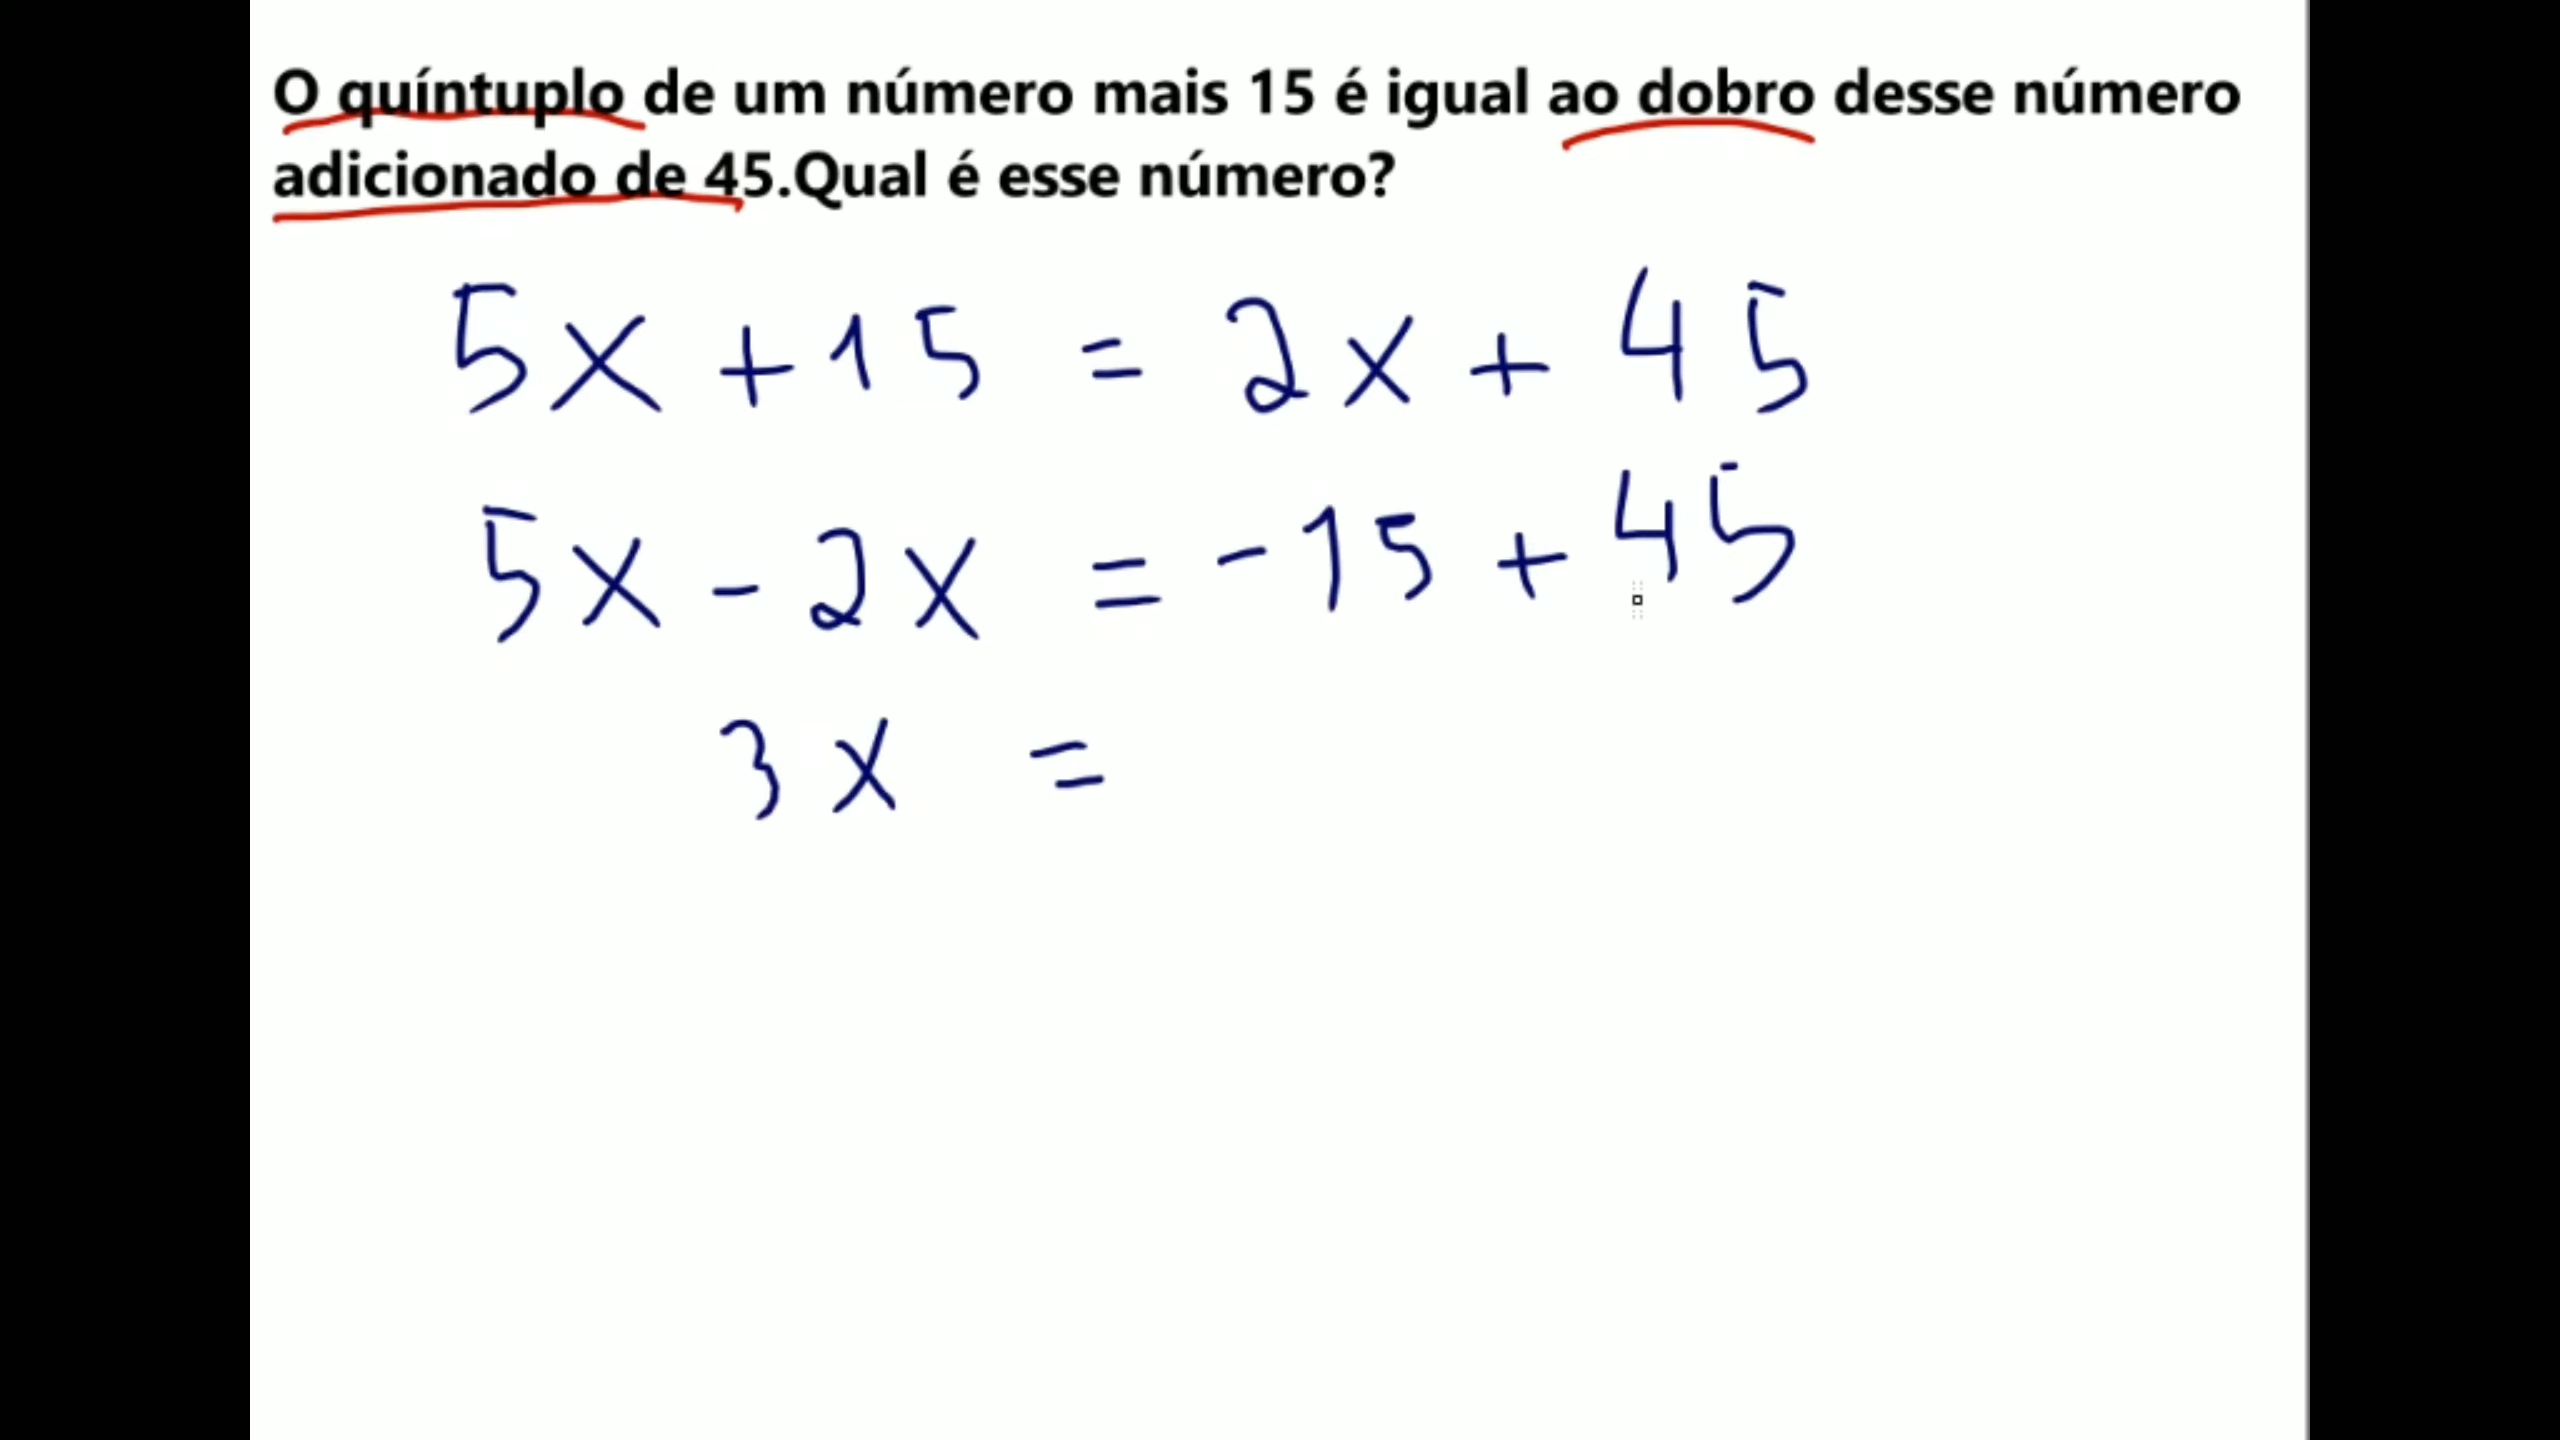 O quíntuplo de um número mais 15 é igual ao dobro desse número
adicionado de 45.Qual é esse número?
5x + 15 = 2x + 45
5x - 2x = -15 + 45
3x =